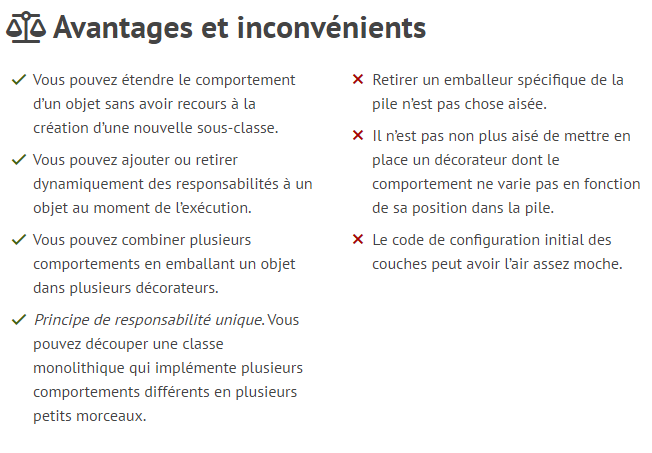 Avantages et inconvénients
Vous pouvez étendre le comportement
d’un objet sans avoir recours à la
création d’une nouvelle sous-classe.
Vous pouvez ajouter ou retirer
dynamiquement des responsabilités à un
objet au moment de l’exécution.
Vous pouvez combiner plusieurs
comportements en emballant un objet
dans plusieurs décorateurs.
Principe de responsabilité unique. Vous
pouvez découper une classe
monolithique qui implémente plusieurs
comportements différents en plusieurs
petits morceaux.
Retirer un emballeur spécifique de la
pile n’est pas chose aisée.
Il n’est pas non plus aisé de mettre en
place un décorateur dont le
comportement ne varie pas en fonction
de sa position dans la pile.
Le code de configuration initial des
couches peut avoir l’air assez moche.